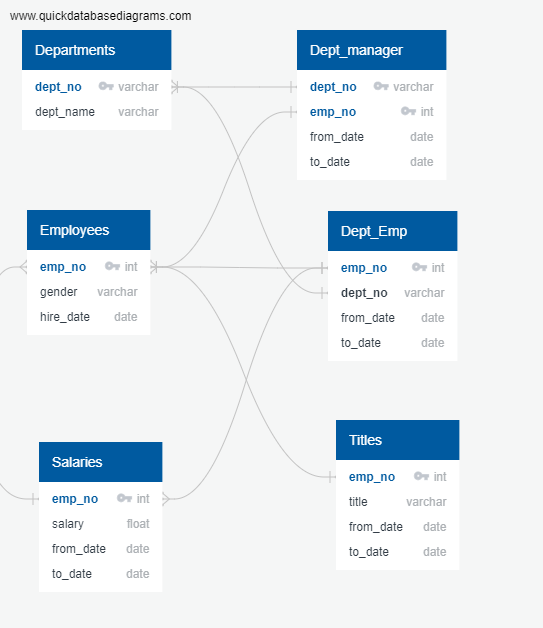 www.quickdatabasediagrams.com
Departments
dept_no varchar
dept_name varchar
Dept_manager
dept_no varchar
emp_no int
from_date date
to_date date
Employees
emp_no int
gender varchar
hire_date date
Dept_Emp
emp_no int
dept_no varchar
from_date date
to_date date
Salaries
emp_no int
salary float
from_date date
to_date date
Titles
emp_no int
title varchar
from_date date
to_date date